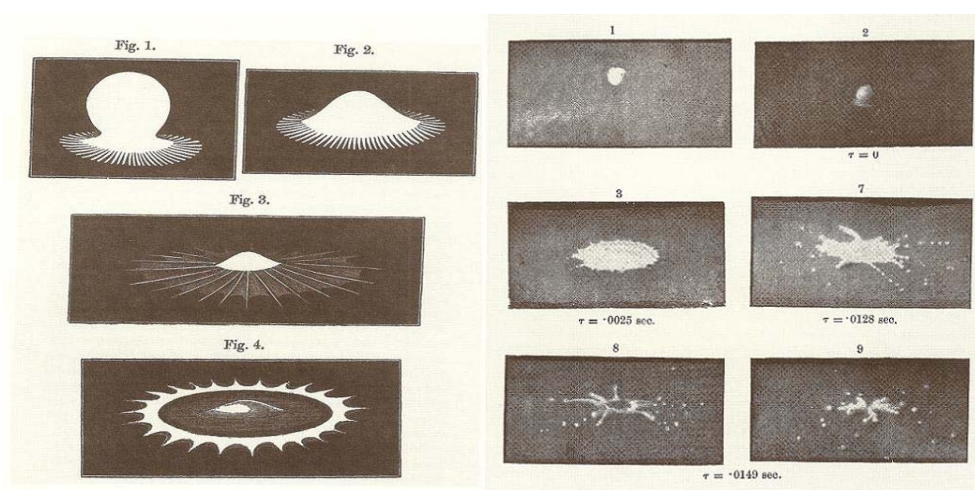 Fig. 1.
Fig. 2.
Fig. 3.
Fig. 4.
1
2
τ = 0
3
7
τ = ·0025 sec.
τ = ·0128 sec.
8
9
τ = ·0149 sec.